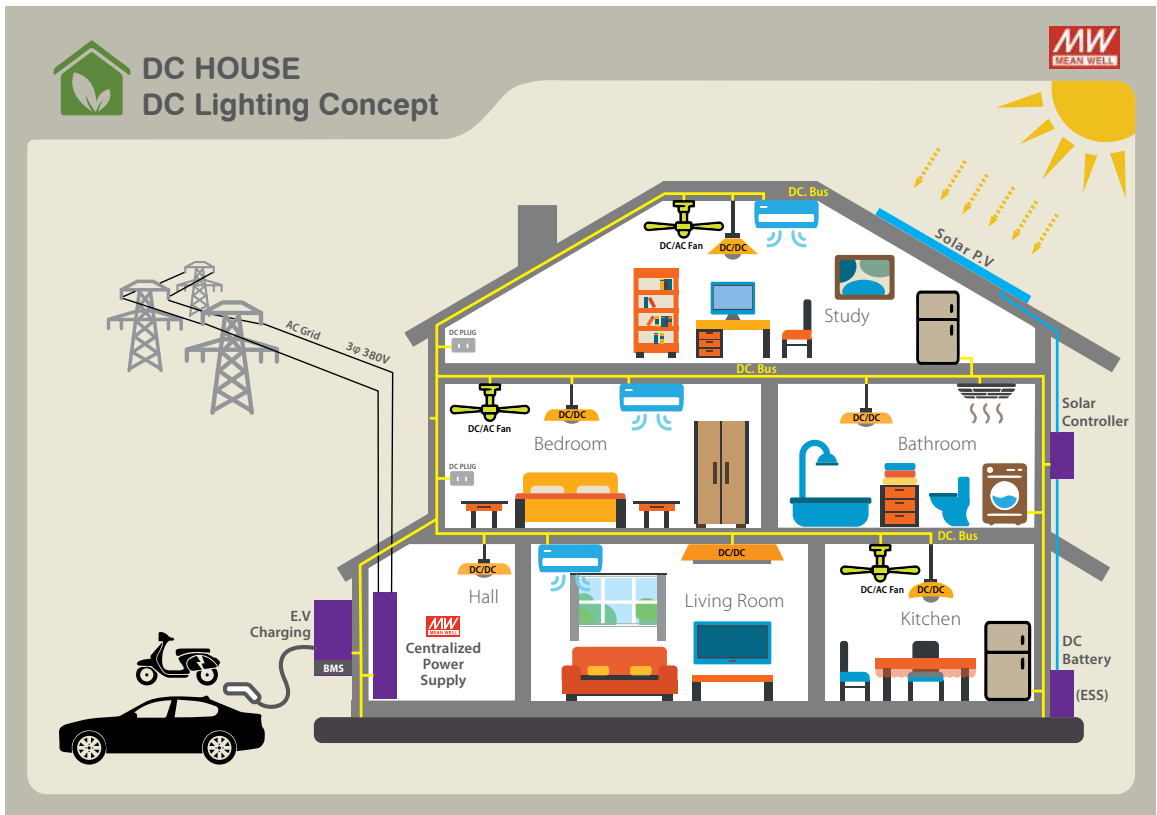 DC HOUSE
DC Lighting Concept
MW
MEAN WELL
DC. Bus
DC/AC Fan
DC/DC
Solar P.V
Study
AC Grid
3φ 380V
DC PLUG
DC. Bus
DC/AC Fan
DC/DC
DC/DC
Bedroom
Bathroom
Solar
Controller
DC PLUG
DC. Bus
DC/DC
DC/DC
DC/AC Fan
DC/DC
Hall
Living Room
Kitchen
E.V
Charging
BMS
MW
MEAN WELL
Centralized
Power
Supply
DC
Battery
(ESS)